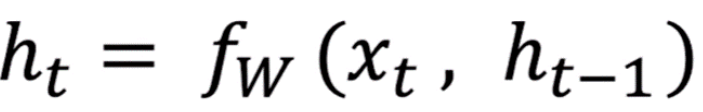 h_t = f_W (x_t , h_{t−1})